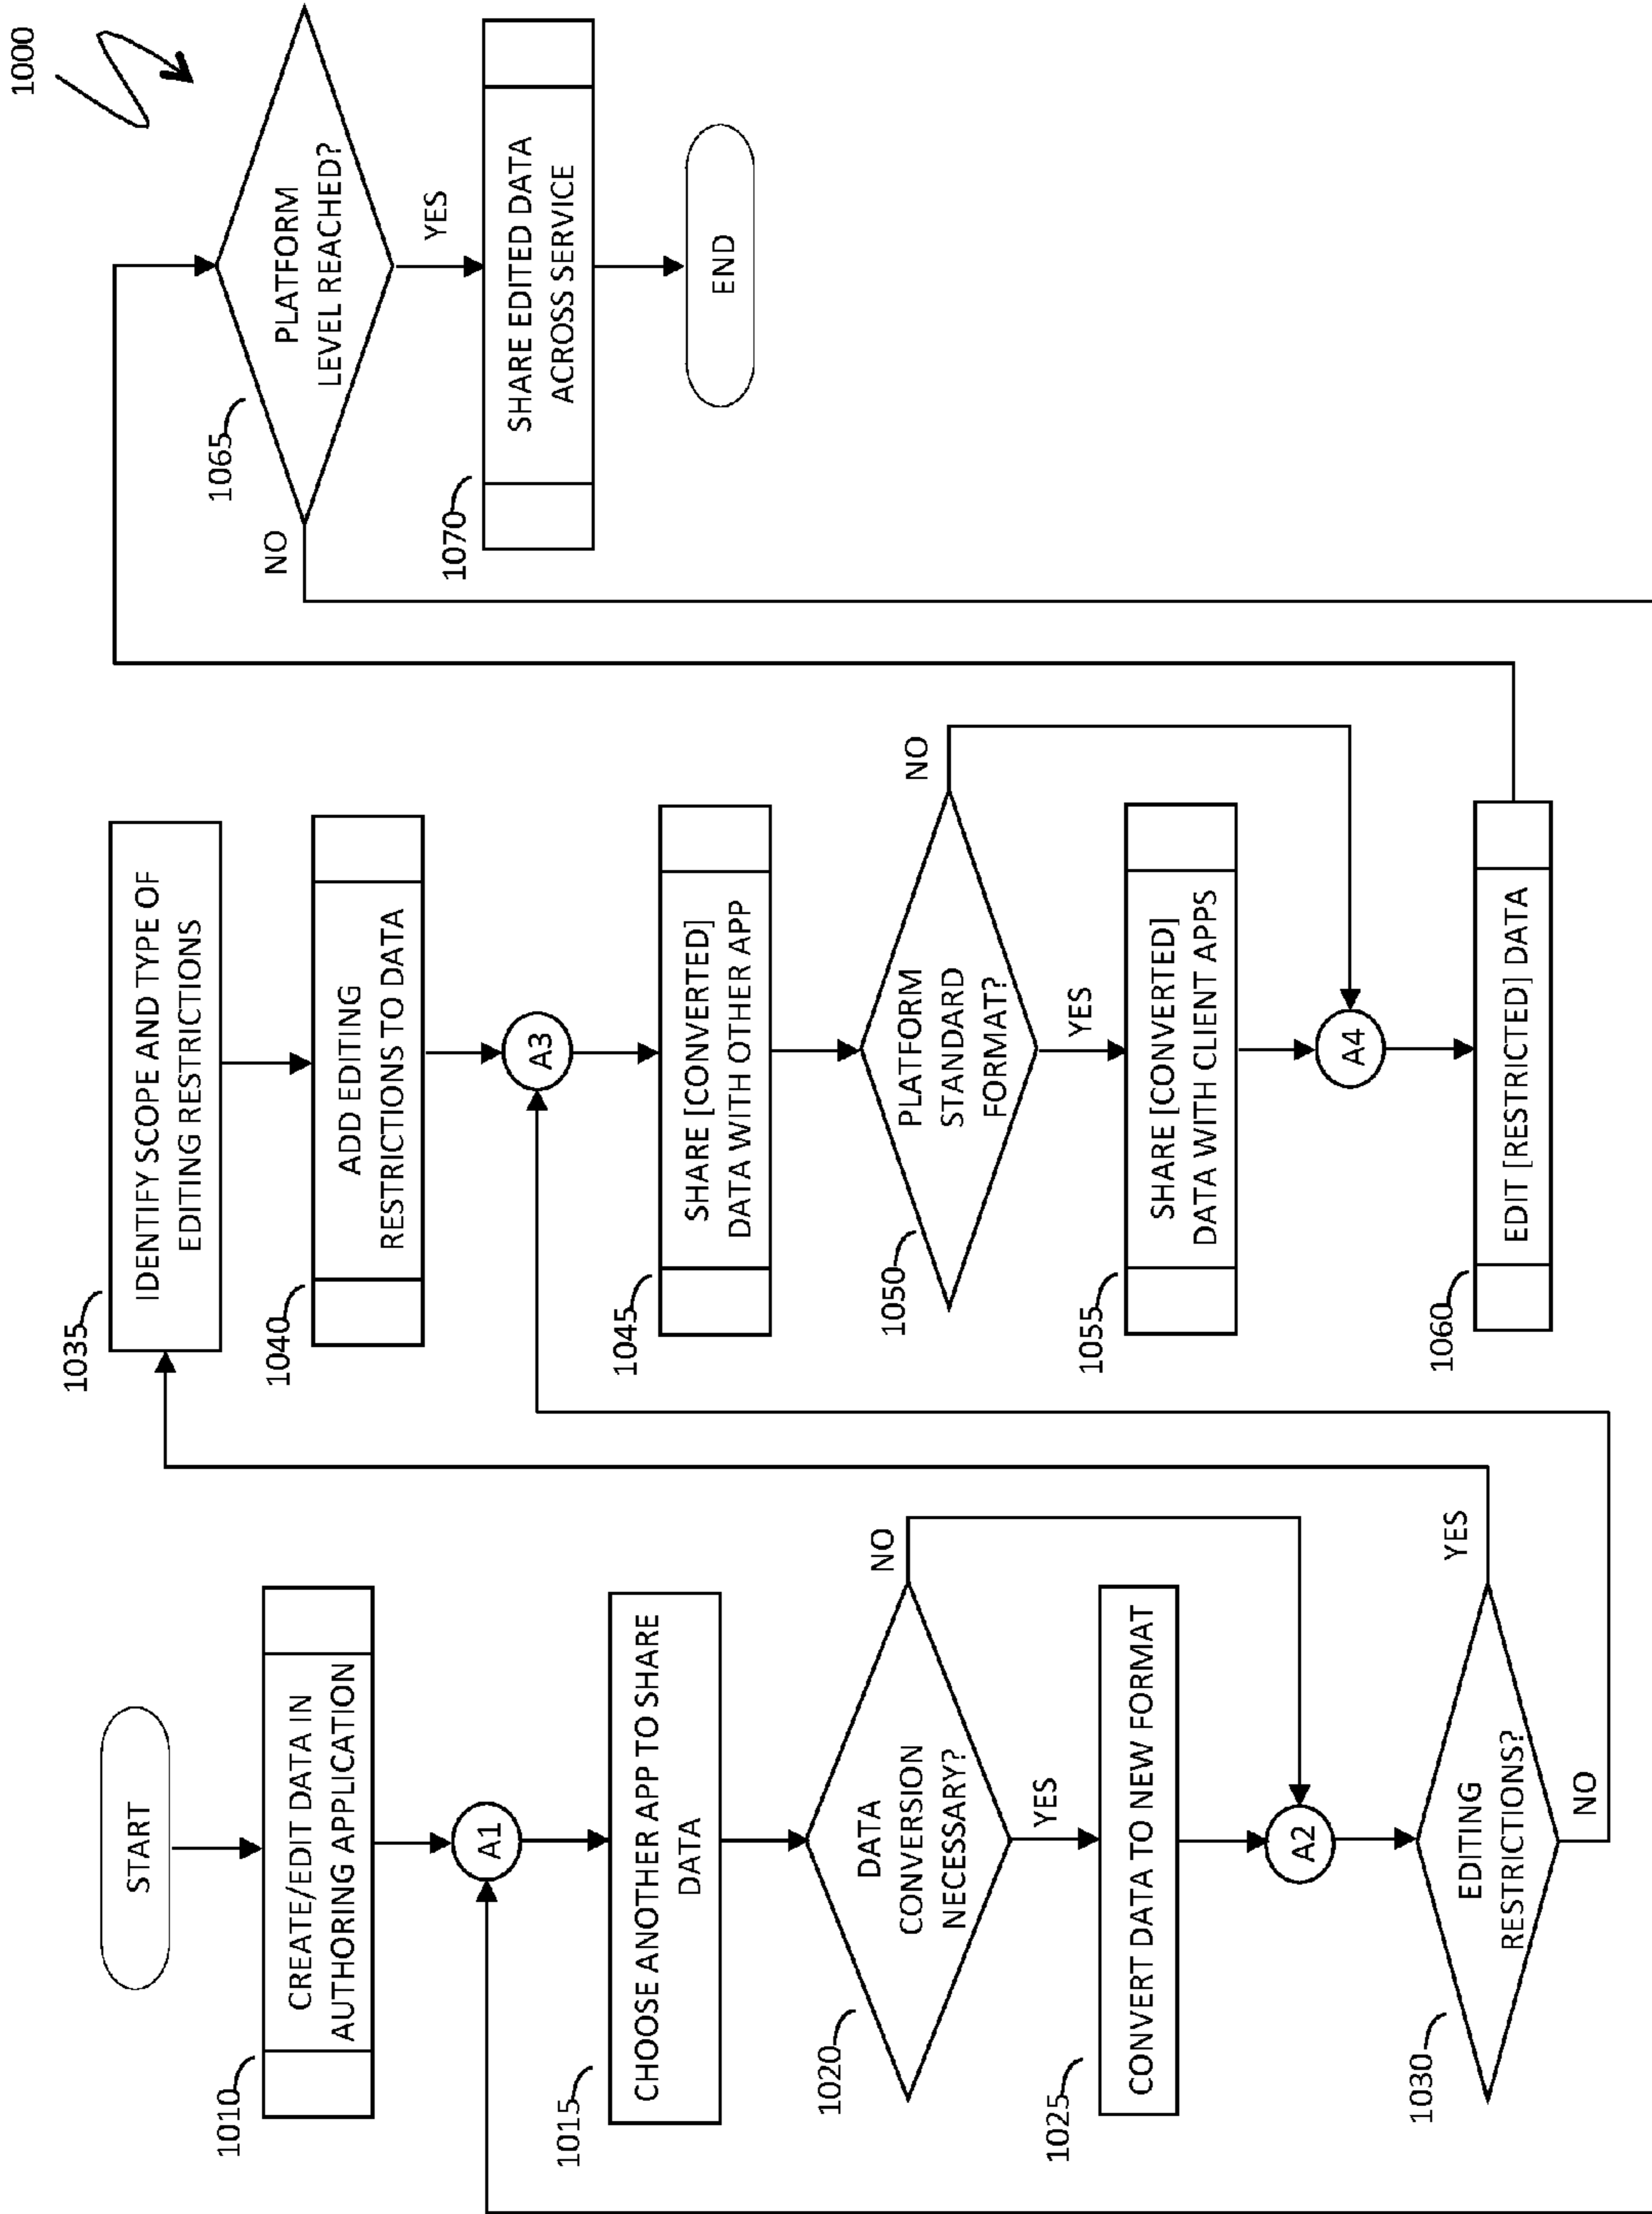 1000
START
1010
CREATE/EDIT DATA IN
AUTHORING APPLICATION
A1
1015
CHOOSE ANOTHER APP TO SHARE
DATA
1020
DATA
CONVERSION
NECESSARY?
NO
YES
1025
CONVERT DATA TO NEW FORMAT
A2
1030
EDITING
RESTRICTIONS?
YES
NO
1035
IDENTIFY SCOPE AND TYPE OF
EDITING RESTRICTIONS
1040
ADD EDITING
RESTRICTIONS TO DATA
A3
1045
SHARE [CONVERTED]
DATA WITH OTHER APP
1050
PLATFORM
STANDARD
FORMAT?
NO
YES
1055
SHARE [CONVERTED]
DATA WITH CLIENT APPS
A4
1060
EDIT [RESTRICTED] DATA
1065
PLATFORM
LEVEL REACHED?
NO
YES
1070
SHARE EDITED DATA
ACROSS SERVICE
END